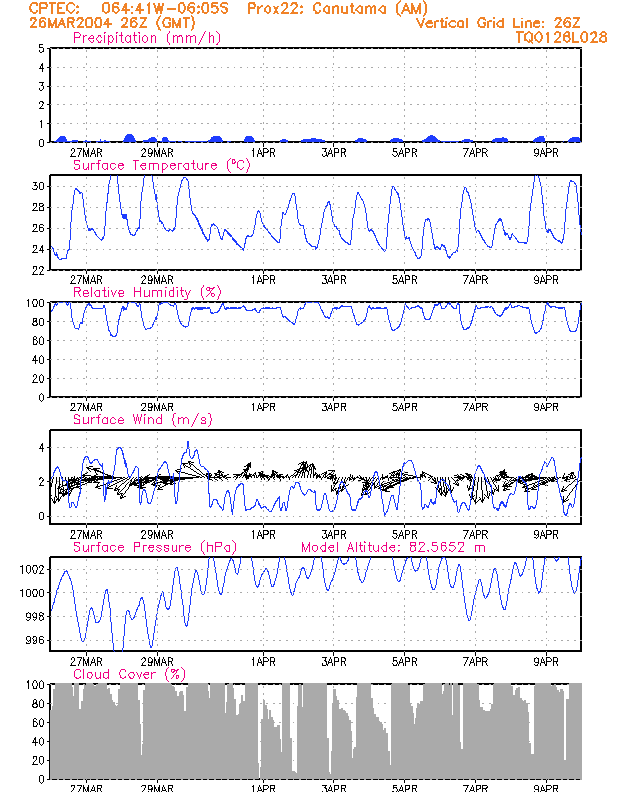 CPTEC: 064:41W-06:05S Prox22: Canutama (AM)
26MAR2004 26Z (GMT) Vertical Grid Line: 26Z
Precipitation (mm/h) TQ0126L028
5
4
3
2
1
0
27MAR 29MAR 1APR 3APR 5APR 7APR 9APR
Surface Temperature (°C)
30
28
26
24
22
27MAR 29MAR 1APR 3APR 5APR 7APR 9APR
Relative Humidity (%)
100
80
60
40
20
0
27MAR 29MAR 1APR 3APR 5APR 7APR 9APR
Surface Wind (m/s)
4
2
0
27MAR 29MAR 1APR 3APR 5APR 7APR 9APR
Surface Pressure (hPa) Model Altitude: 82.5652 m
1002
1000
998
996
27MAR 29MAR 1APR 3APR 5APR 7APR 9APR
Cloud Cover (%)
100
80
60
40
20
0
27MAR 29MAR 1APR 3APR 5APR 7APR 9APR